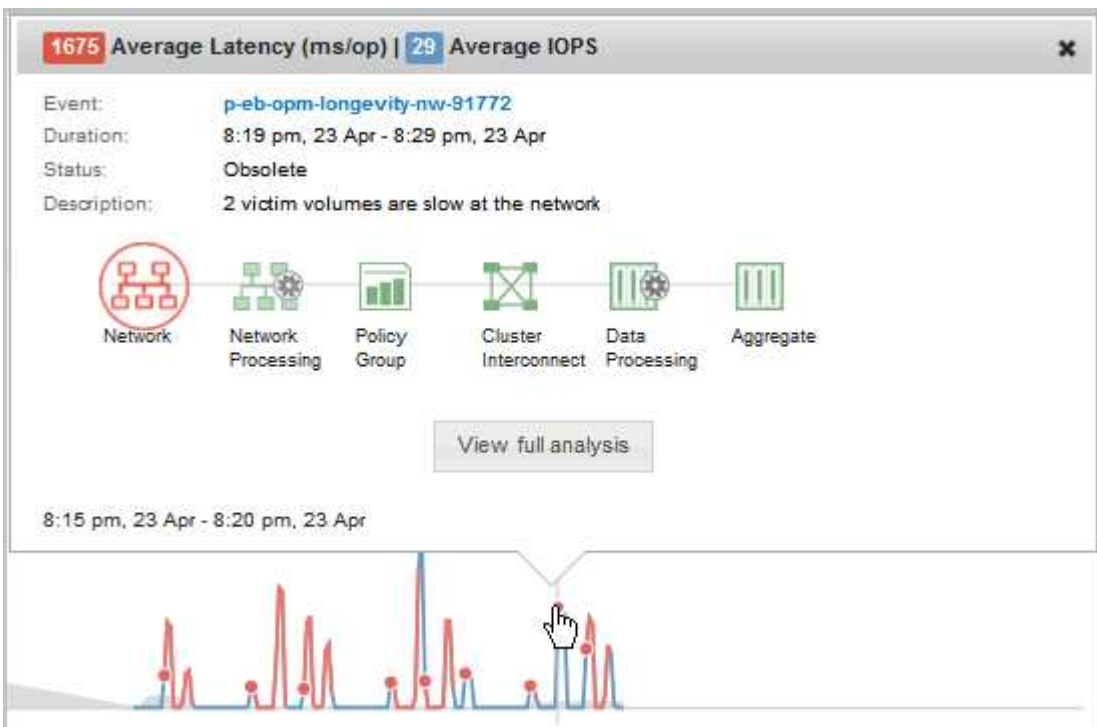 1675 Average Latency (ms/op) | 29 Average IOPS
Event: p-eb-opm-longevity-nw-91772
Duration: 8:19 pm, 23 Apr - 8:29 pm, 23 Apr
Status: Obsolete
Description: 2 victim volumes are slow at the network
Network Network Policy Cluster Data Aggregate
Processing Group Interconnect Processing
View full analysis
8:15 pm, 23 Apr - 8:20 pm, 23 Apr